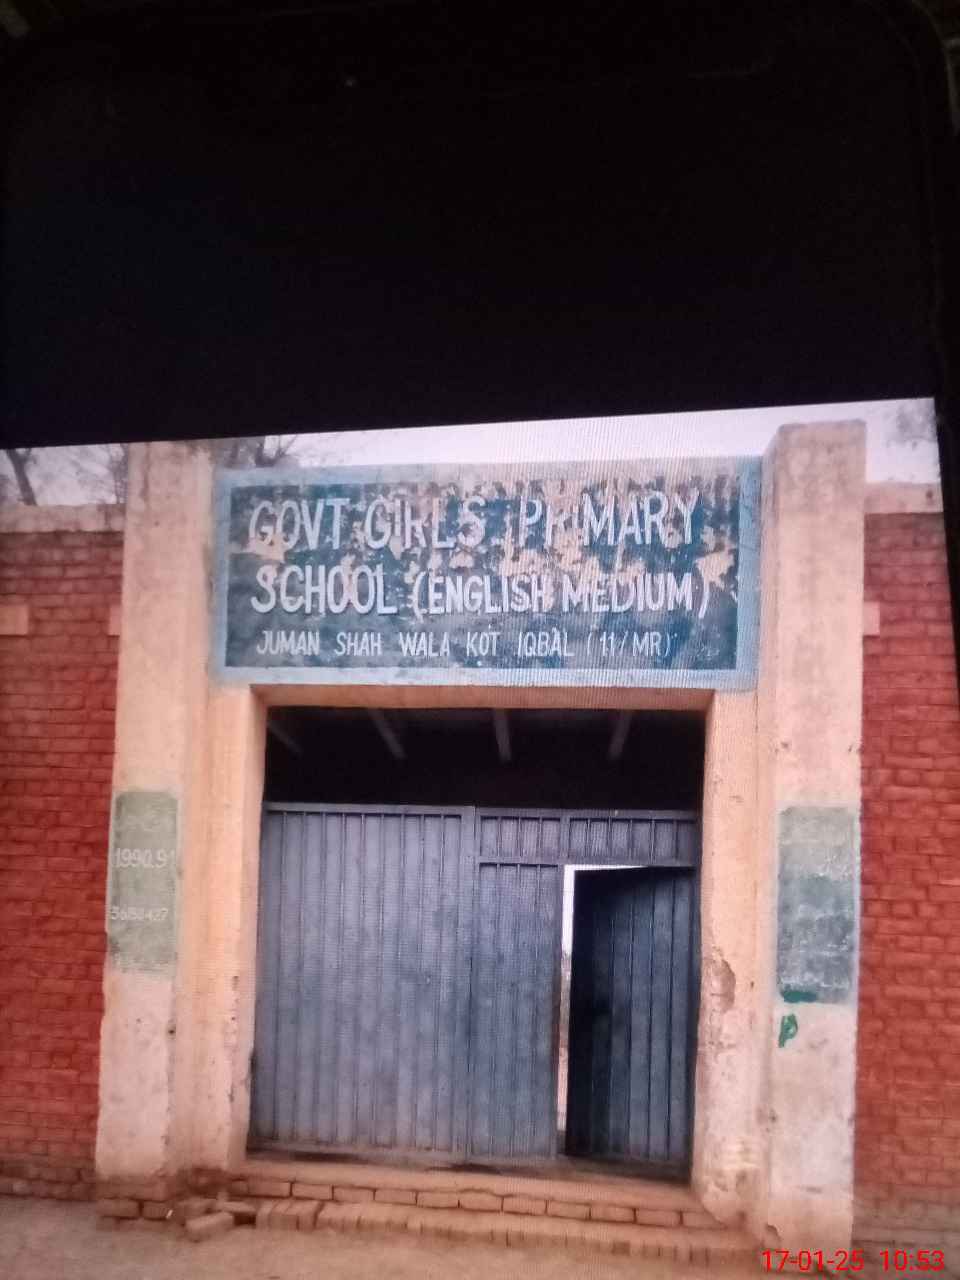 GOVT GIRLS PRIMARY
SCHOOL (ENGLISH MEDIUM)
JUMAN SHAH WALA KOT IQBAL (11/MR)
1990.91
17-01-25 10:53